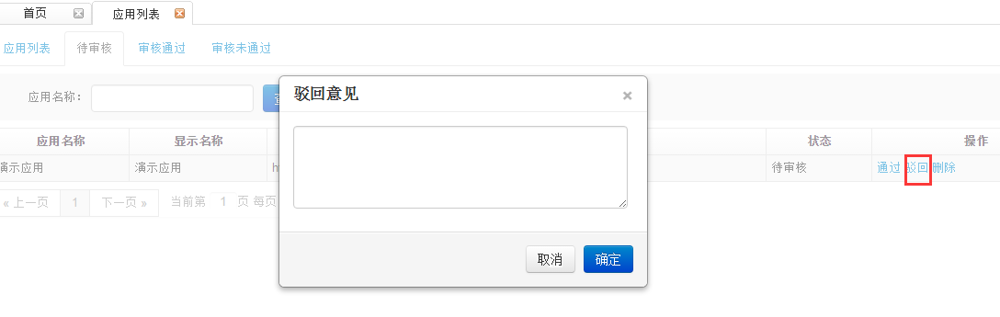 首页 应用列表
应用列表 待审核 审核通过 审核未通过
驳回意见 ×
应用名称：
应用名称 显示名称 状态 操作
演示应用 演示应用 待审核 通过 驳回 删除
« 上一页 1 下一页 » 当前第 1 页 每页
取消 确定